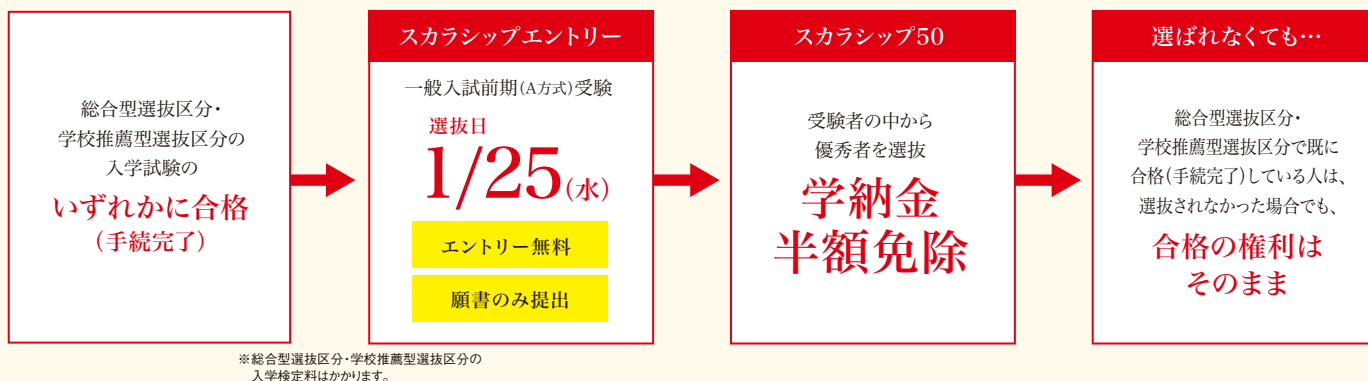 総合型選抜区分・
学校推薦型選抜区分の
入学試験の
いずれかに合格
（手続完了）
スカラシップエントリー
一般入試前期(A方式)受験
選抜日
1/25(水)
エントリー無料
願書のみ提出
※総合型選抜区分・学校推薦型選抜区分の
入学検定料はかかります。
スカラシップ50
受験者の中から
優秀者を選抜
学納金
半額免除
選ばれなくても…
総合型選抜区分・
学校推薦型選抜区分で既に
合格(手続完了)している人は、
選抜されなかった場合でも、
合格の権利は
そのまま